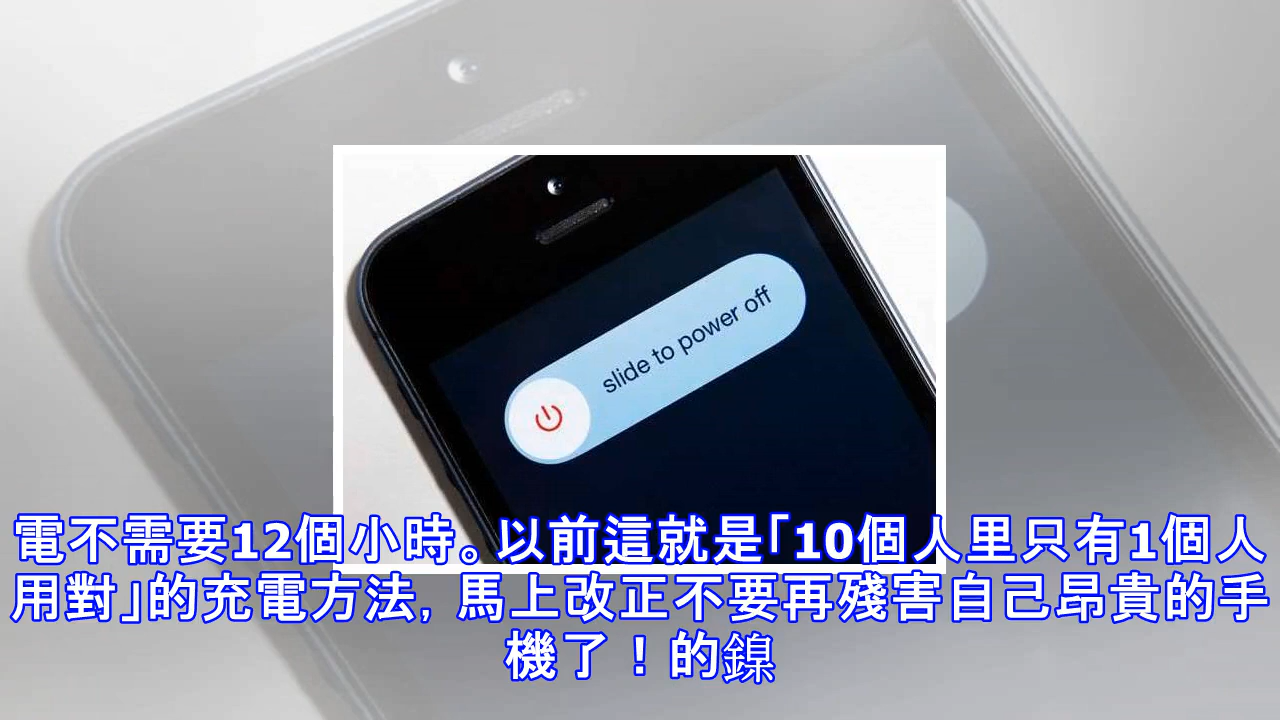 slide to power off
電不需要12個小時。以前這就是「10個人里只有1個人
用對」的充電方法，馬上改正不要再殘害自己昂貴的手
機了！的鎳